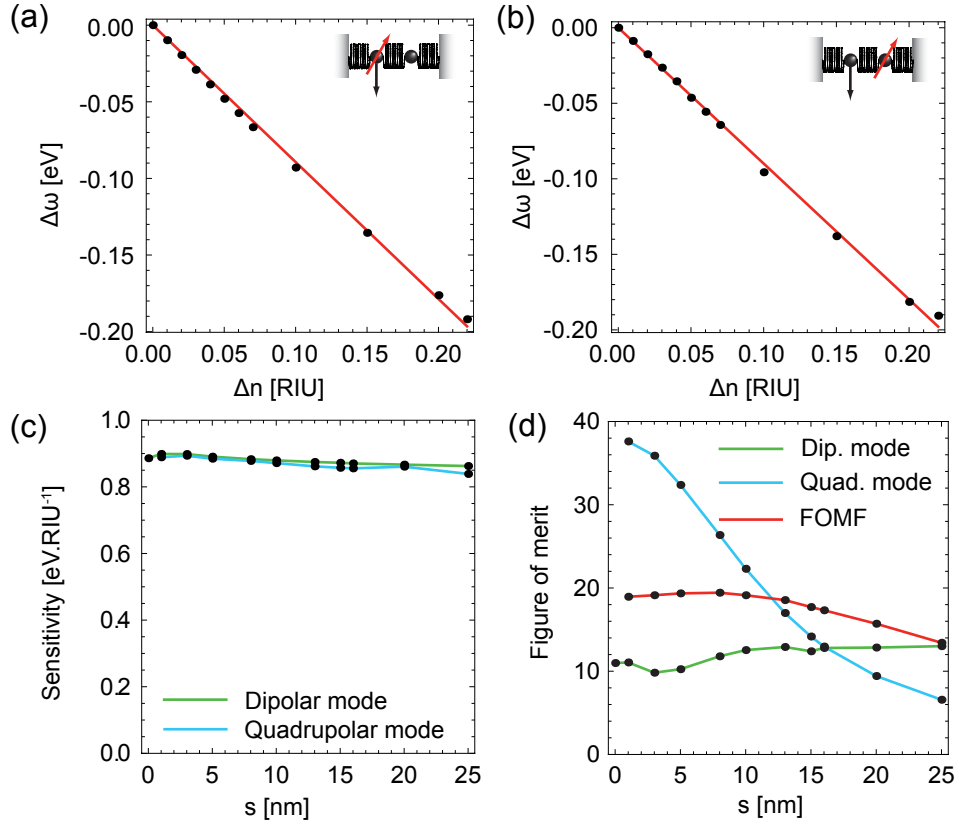 (a)
0.00
-0.05
-0.10
-0.15
-0.20
Δω [eV]
0.00 0.05 0.10 0.15 0.20
Δn [RIU]
(b)
0.00
-0.05
-0.10
-0.15
-0.20
Δω [eV]
0.00 0.05 0.10 0.15 0.20
Δn [RIU]
(c)
1.0
0.8
0.6
0.4
0.2
0.0
Sensitivity [eV.RIU⁻¹]
Dipolar mode
Quadrupolar mode
0 5 10 15 20 25
s [nm]
(d)
40
30
20
10
0
Figure of merit
Dip. mode
Quad. mode
FOMF
0 5 10 15 20 25
s [nm]